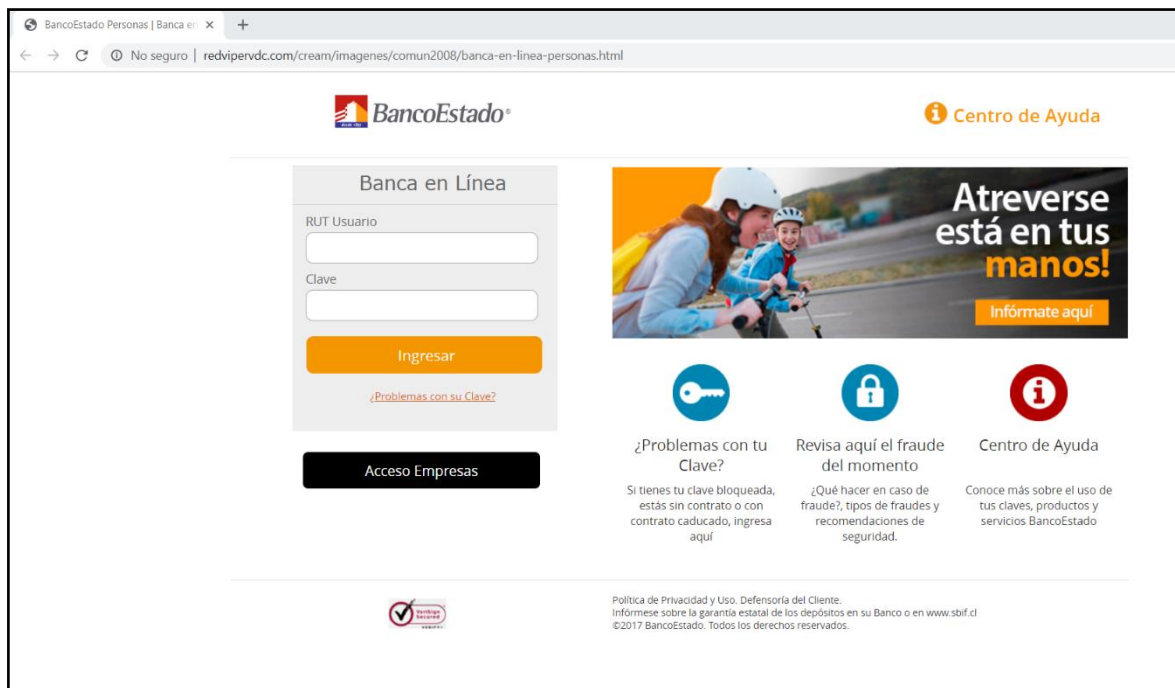 BancoEstado Personas | Banca en
No seguro | redvipervdc.com/cream/imagenes/comun2008/banca-en-linea-personas.html
BancoEstado®
Centro de Ayuda
Banca en Línea
RUT Usuario
Clave
Ingresar
¿Problemas con su Clave?
Acceso Empresas
Atreverse
está en tus
manos!
Infórmate aquí
¿Problemas con tu
Clave?
Si tienes tu clave bloqueada,
estás sin contrato o con
contrato caducado, ingresa
aquí
Revisa aquí el fraude
del momento
¿Qué hacer en caso de
fraude?, tipos de fraudes y
recomendaciones de
seguridad.
Centro de Ayuda
Conoce más sobre el uso de
tus claves, productos y
servicios BancoEstado
VeriSign
Secured
Política de Privacidad y Uso. Defensoría del Cliente.
Infórmese sobre la garantía estatal de los depósitos en su Banco o en www.sbif.cl
©2017 BancoEstado. Todos los derechos reservados.